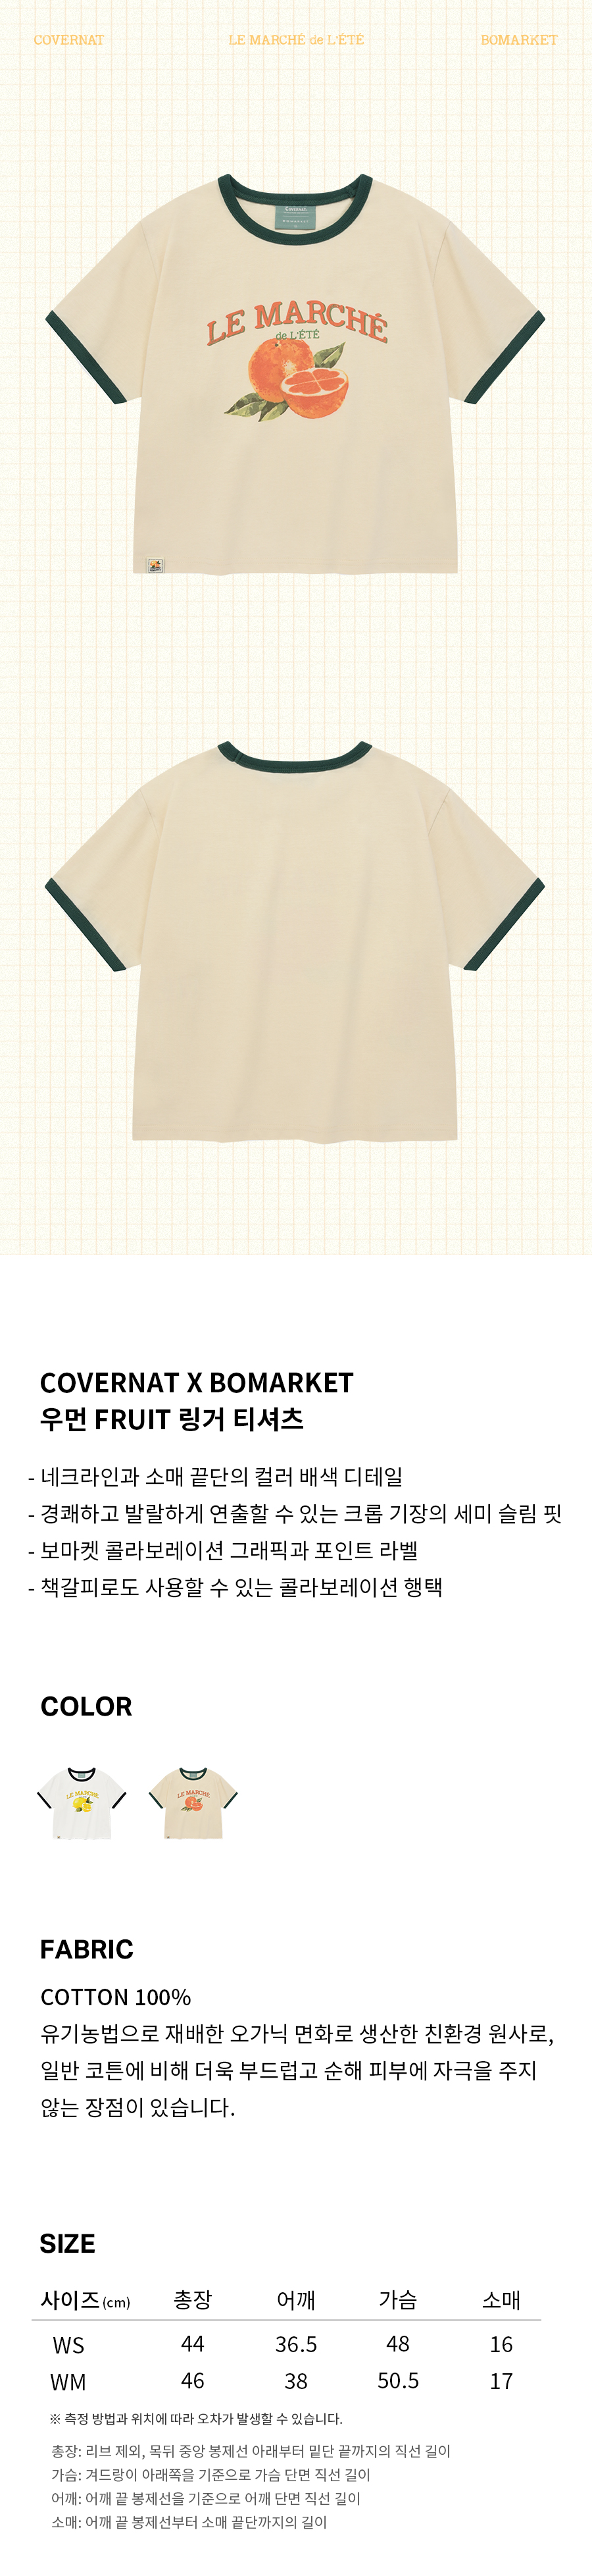 COVERNAT LE MARCHÉ de L'ÉTÉ BOMARKET
Covernat
LE MARCHÉ
de L'ÉTÉ
COVERNAT X BOMARKET
우먼 FRUIT 링거 티셔츠
- 네크라인과 소매 끝단의 컬러 배색 디테일
- 경쾌하고 발랄하게 연출할 수 있는 크롭 기장의 세미 슬림 핏
- 보마켓 콜라보레이션 그래픽과 포인트 라벨
- 책갈피로도 사용할 수 있는 콜라보레이션 행택
COLOR
LE MARCHÉ LE MARCHÉ
FABRIC
COTTON 100%
유기농법으로 재배한 오가닉 면화로 생산한 친환경 원사로,
일반 코튼에 비해 더욱 부드럽고 순해 피부에 자극을 주지
않는 장점이 있습니다.
SIZE
사이즈(cm) 총장 어깨 가슴 소매
WS 44 36.5 48 16
WM 46 38 50.5 17
※ 측정 방법과 위치에 따라 오차가 발생할 수 있습니다.
총장: 리브 제외, 목뒤 중앙 봉제선 아래부터 밑단 끝까지의 직선 길이
가슴: 겨드랑이 아래쪽을 기준으로 가슴 단면 직선 길이
어깨: 어깨 끝 봉제선을 기준으로 어깨 단면 직선 길이
소매: 어깨 끝 봉제선부터 소매 끝단까지의 길이